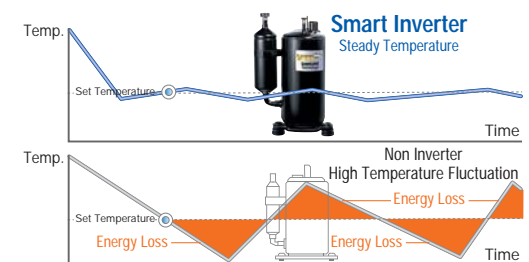 Temp.
Smart Inverter
Steady Temperature
Set Temperature
Time
Temp.
Non Inverter
High Temperature Fluctuation
Energy Loss
Set Temperature
Energy Loss
Energy Loss
Time